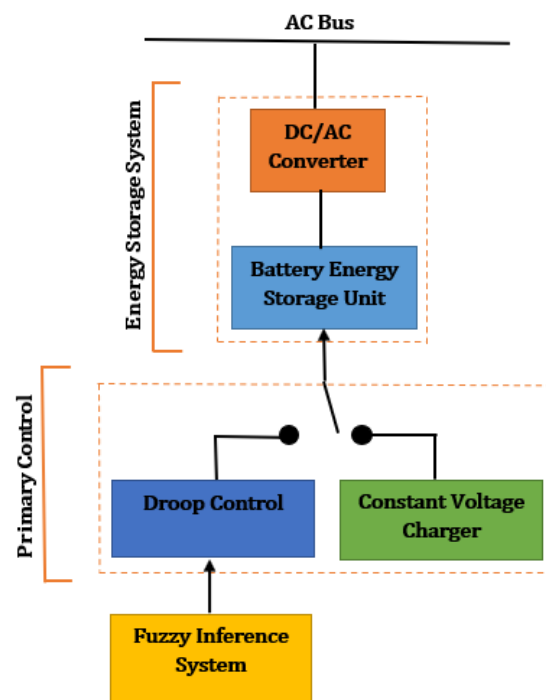 AC Bus
Energy Storage System
DC/AC
Converter
Battery Energy
Storage Unit
Primary Control
Droop Control
Constant Voltage
Charger
Fuzzy Inference
System